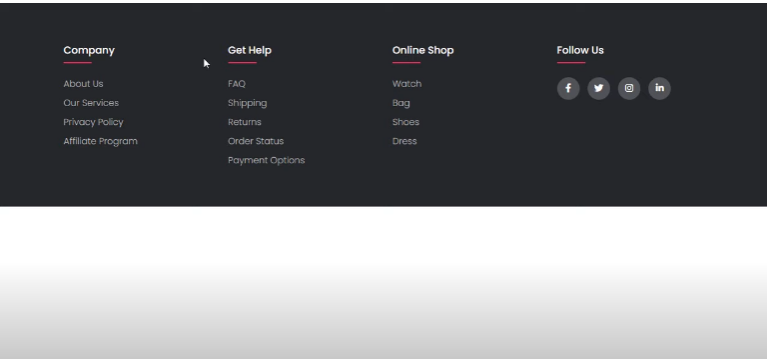 Company
About Us
Our Services
Privacy Policy
Affiliate Program
Get Help
FAQ
Shipping
Returns
Order Status
Payment Options
Online Shop
Watch
Bag
Shoes
Dress
Follow Us